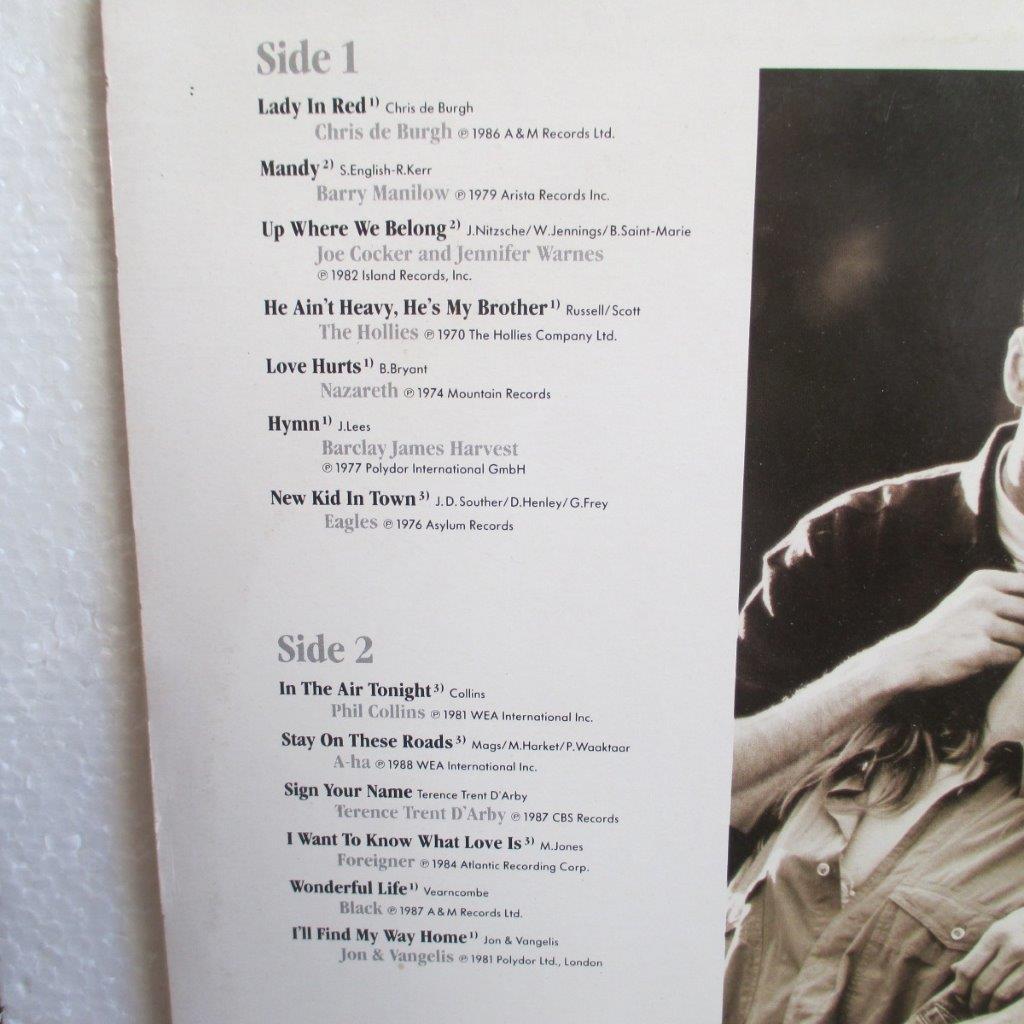 Side 1
Lady In Red 1) Chris de Burgh
Chris de Burgh ℗ 1986 A&M Records Ltd.
Mandy 2) S.English-R.Kerr
Barry Manilow ℗ 1979 Arista Records Inc.
Up Where We Belong 2) J.Nitzsche/W.Jennings/B.Saint-Marie
Joe Cocker and Jennifer Warnes
℗ 1982 Island Records, Inc.
He Ain't Heavy, He's My Brother 1) Russell/Scott
The Hollies ℗ 1970 The Hollies Company Ltd.
Love Hurts 1) B.Bryant
Nazareth ℗ 1974 Mountain Records
Hymn 1) J.Lees
Barclay James Harvest
℗ 1977 Polydor International GmbH
New Kid In Town 3) J.D.Souther/D.Henley/G.Frey
Eagles ℗ 1976 Asylum Records
Side 2
In The Air Tonight 3) Collins
Phil Collins ℗ 1981 WEA International Inc.
Stay On These Roads 3) Mags/M.Harket/P.Waaktaar
A-ha ℗ 1988 WEA International Inc.
Sign Your Name Terence Trent D'Arby
Terence Trent D'Arby ℗ 1987 CBS Records
I Want To Know What Love Is 3) M.Jones
Foreigner ℗ 1984 Atlantic Recording Corp.
Wonderful Life 1) Vearncombe
Black ℗ 1987 A&M Records Ltd.
I'll Find My Way Home 1) Jon & Vangelis
Jon & Vangelis ℗ 1981 Polydor Ltd., London